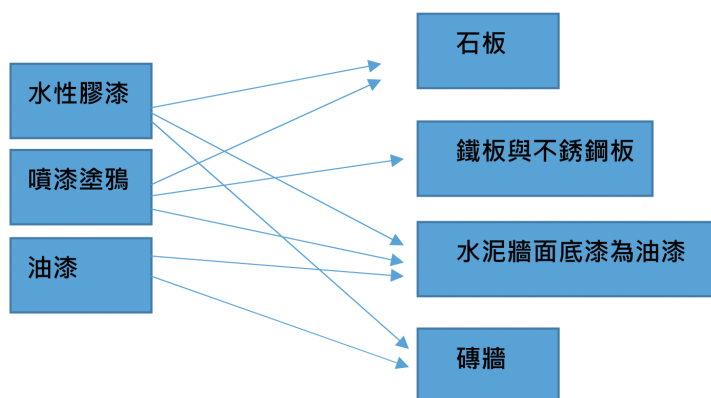 水性膠漆
噴漆塗鴉
油漆
石板
鐵板與不銹鋼板
水泥牆面底漆為油漆
磚牆